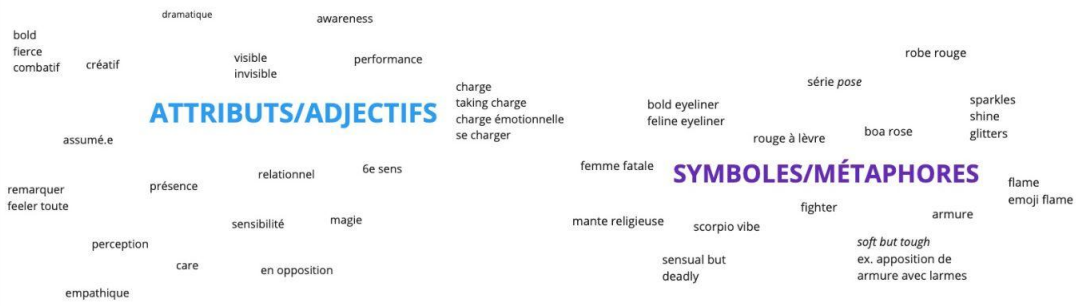 dramatique
awareness
bold
fierce
combatif
créatif
visible
invisible
performance
ATTRIBUTS/ADJECTIFS
charge
taking charge
charge émotionnelle
se charger
assumé.e
relationnel
6e sens
remarquer
feeler toute
présence
sensibilité
magie
perception
care
en opposition
empathique
robe rouge
série pose
bold eyeliner
feline eyeliner
sparkles
shine
glitters
rouge à lèvre
boa rose
femme fatale
SYMBOLES/MÉTAPHORES
flame
emoji flame
mante religieuse
scorpio vibe
fighter
armure
sensual but
deadly
soft but tough
ex. apposition de
armure avec larmes